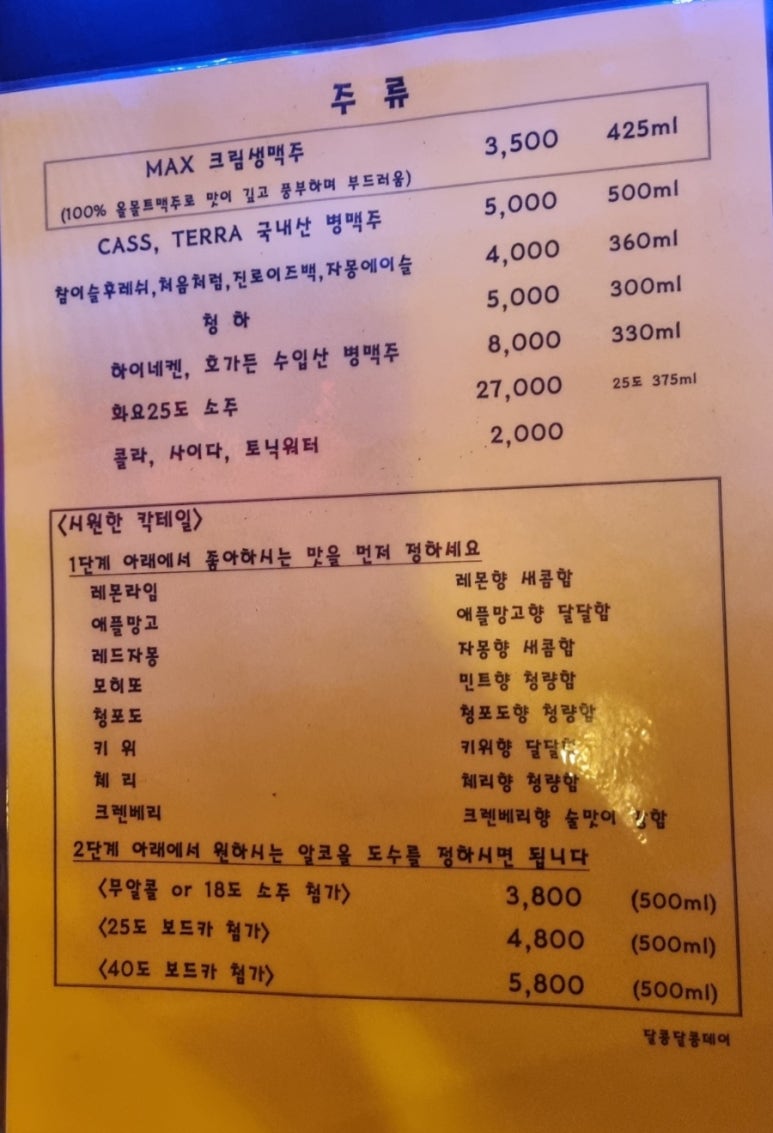 주 류
MAX 크림생맥주 3,500 425ml
(100% 올몰트맥주로 맛이 깊고 풍부하며 부드러움)
CASS, TERRA 국내산 병맥주 5,000 500ml
참이슬후레쉬,처음처럼,진로이즈백,자몽에이슬 4,000 360ml
청 하 5,000 300ml
하이네켄, 호가든 수입산 병맥주 8,000 330ml
화요25도 소주 27,000 25도 375ml
콜라, 사이다, 토닉워터 2,000
<시원한 칵테일>
1단계 아래에서 좋아하시는 맛을 먼저 정하세요
레몬라임 레몬향 새콤함
애플망고 애플망고향 달달함
레드자몽 자몽향 새콤함
모히또 민트향 청량함
청포도 청포도향 청량함
키 위 키위향 달달함
체 리 체리향 청량함
크렌베리 크렌베리향 술맛이
2단계 아래에서 원하시는 알코올 도수를 정하시면 됩니다
<무알콜 or 18도 소주 첨가> 3,800 (500ml)
<25도 보드카 첨가> 4,800 (500ml)
<40도 보드카 첨가> 5,800 (500ml)
달콩달콩데이